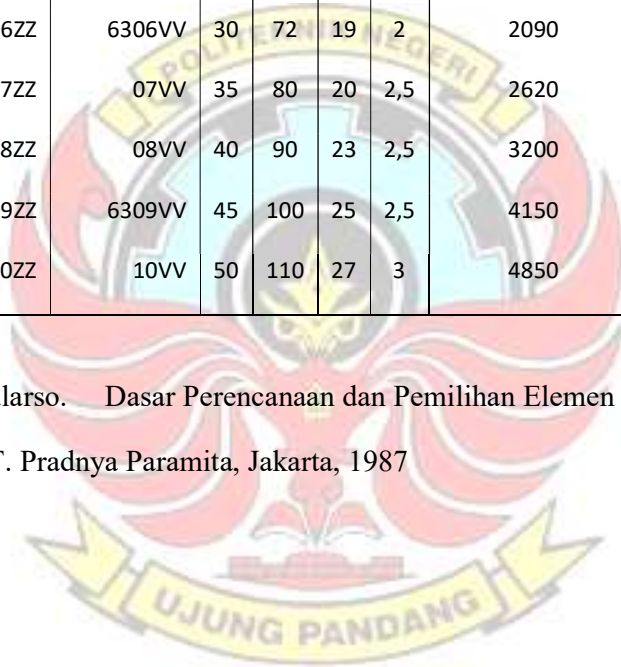 6ZZ 6306VV 30 72 19 2 2090
7ZZ 07VV 35 80 20 2,5 2620
8ZZ 08VV 40 90 23 2,5 3200
9ZZ 6309VV 45 100 25 2,5 4150
0ZZ 10VV 50 110 27 3 4850
larso. Dasar Perencanaan dan Pemilihan Elemen
. Pradnya Paramita, Jakarta, 1987
POLITEKNIK NEGERI
UJUNG PANDANG